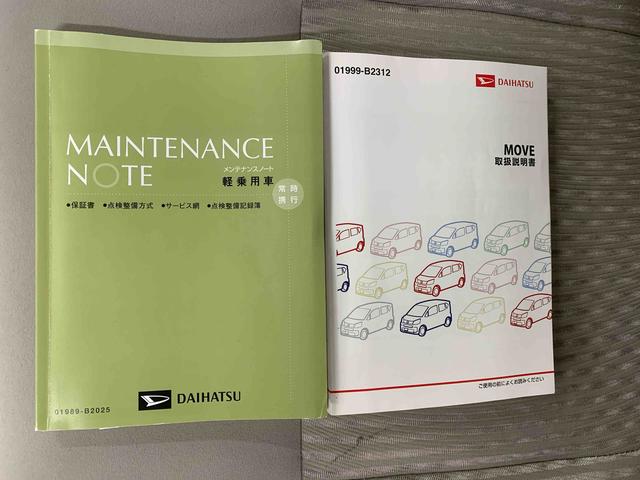 MAINTENANCE
NOTE
メンテナンスノート
軽乗用車
常時
携行
●保証書 ●点検整備方式 ●サービス網 ●点検整備記録簿
DAIHATSU
01989-B2025
01999-B2312
DAIHATSU
MOVE
取扱説明書
ご使用の前によくお読みください